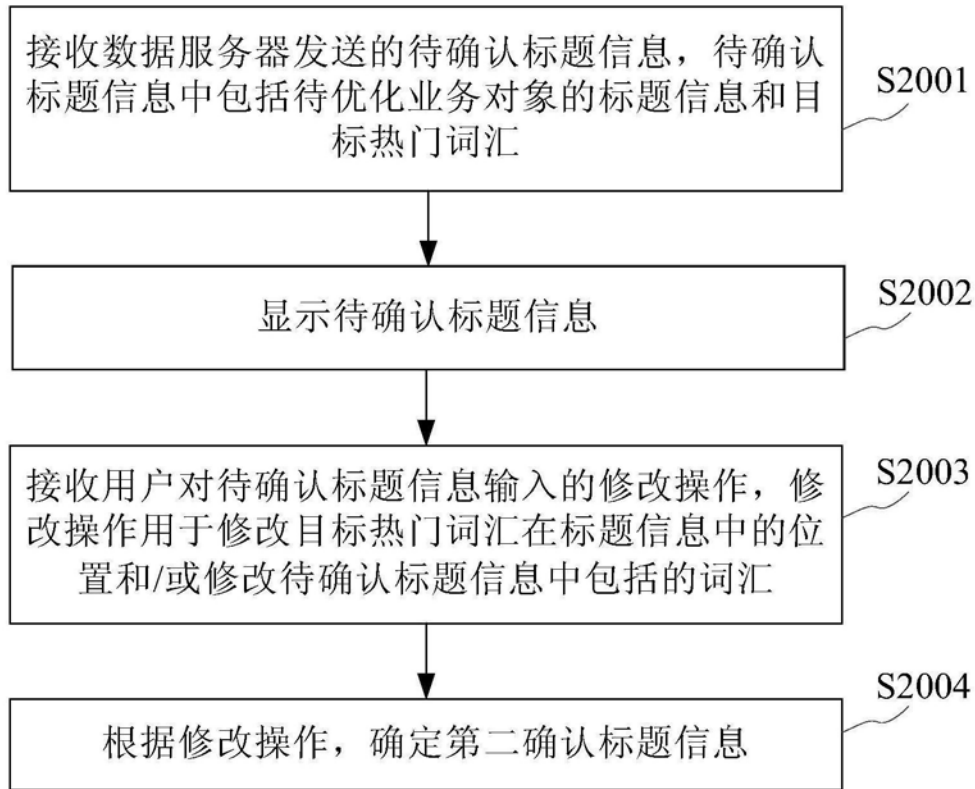 接收数据服务器发送的待确认标题信息，待确认
标题信息中包括待优化业务对象的标题信息和目
标热门词汇
S2001
显示待确认标题信息
S2002
接收用户对待确认标题信息输入的修改操作，修
改操作用于修改目标热门词汇在标题信息中的位
置和/或修改待确认标题信息中包括的词汇
S2003
根据修改操作，确定第二确认标题信息
S2004